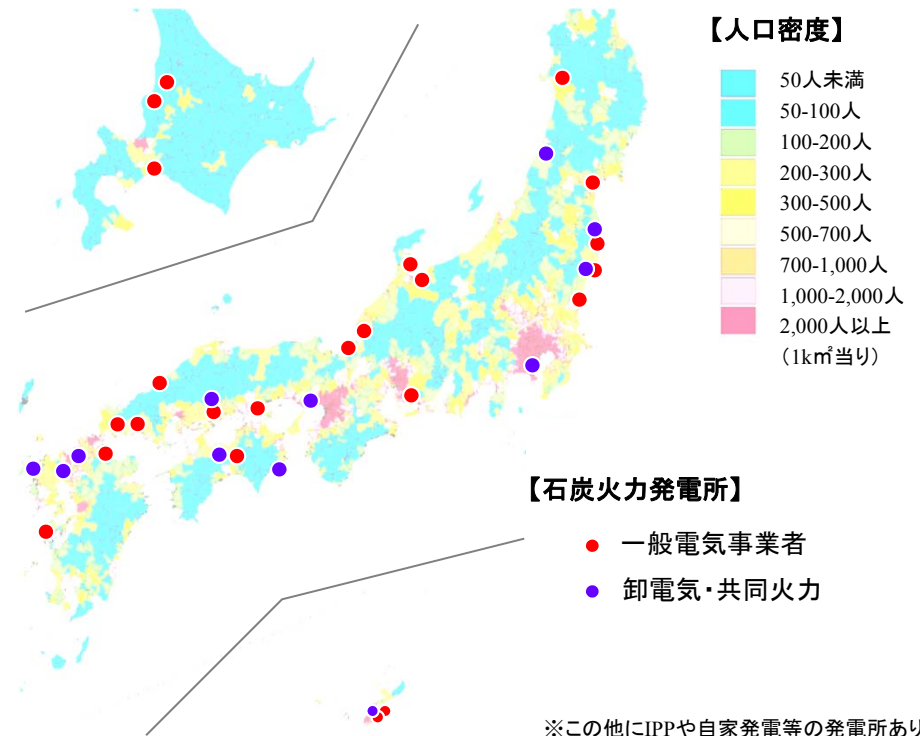 【人口密度】
50人未満
50-100人
100-200人
200-300人
300-500人
500-700人
700-1,000人
1,000-2,000人
2,000人以上
（1k㎡当り）
【石炭火力発電所】
一般電気事業者
卸電気・共同火力
※この他にIPPや自家発電等の発電所あり